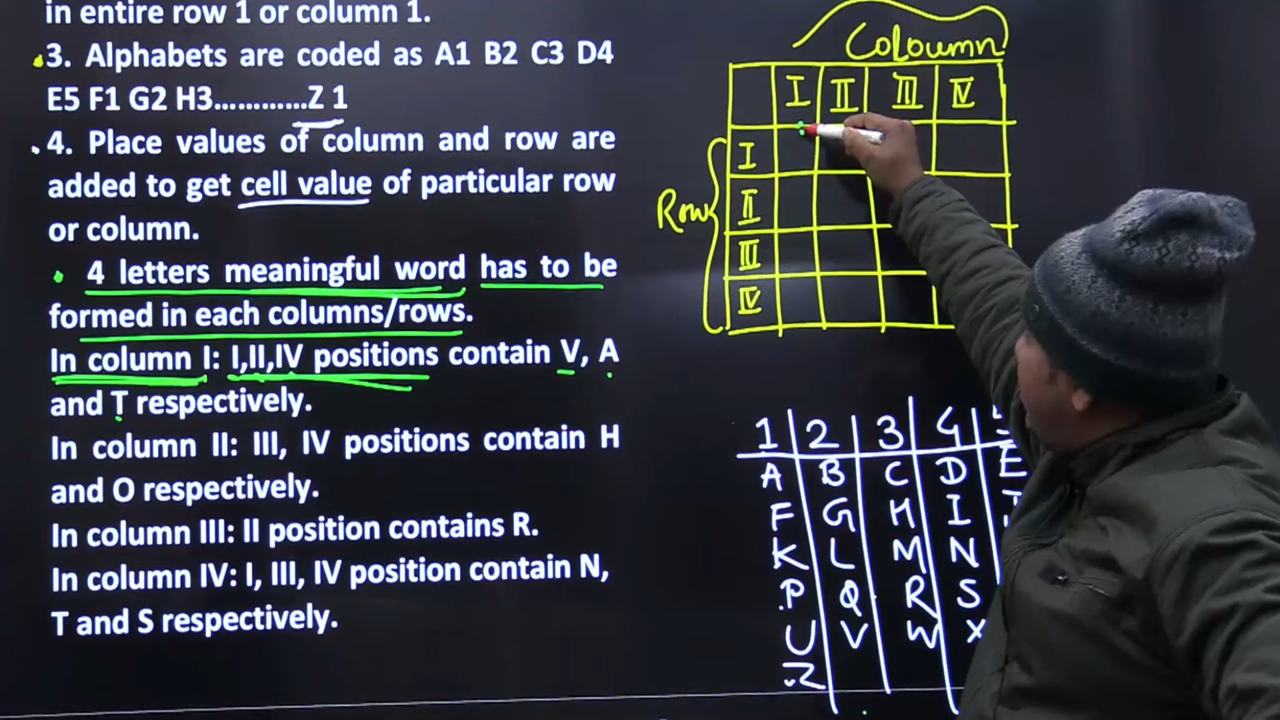 in entire row 1 or column 1.
3. Alphabets are coded as A1 B2 C3 D4
E5 F1 G2 H3............Z 1
4. Place values of column and row are
added to get cell value of particular row
or column.
4 letters meaningful word has to be
formed in each columns/rows.
In column I: I,II,IV positions contain V, A
and T respectively.
In column II: III, IV positions contain H
and O respectively.
In column III: II position contains R.
In column IV: I, III, IV position contain N,
T and S respectively.
Coloumn
I II III IV
Row
I
II
III
IV
1 2 3 4
A B C D E
F G H I
K L M N
P Q R S
U V W X
Z